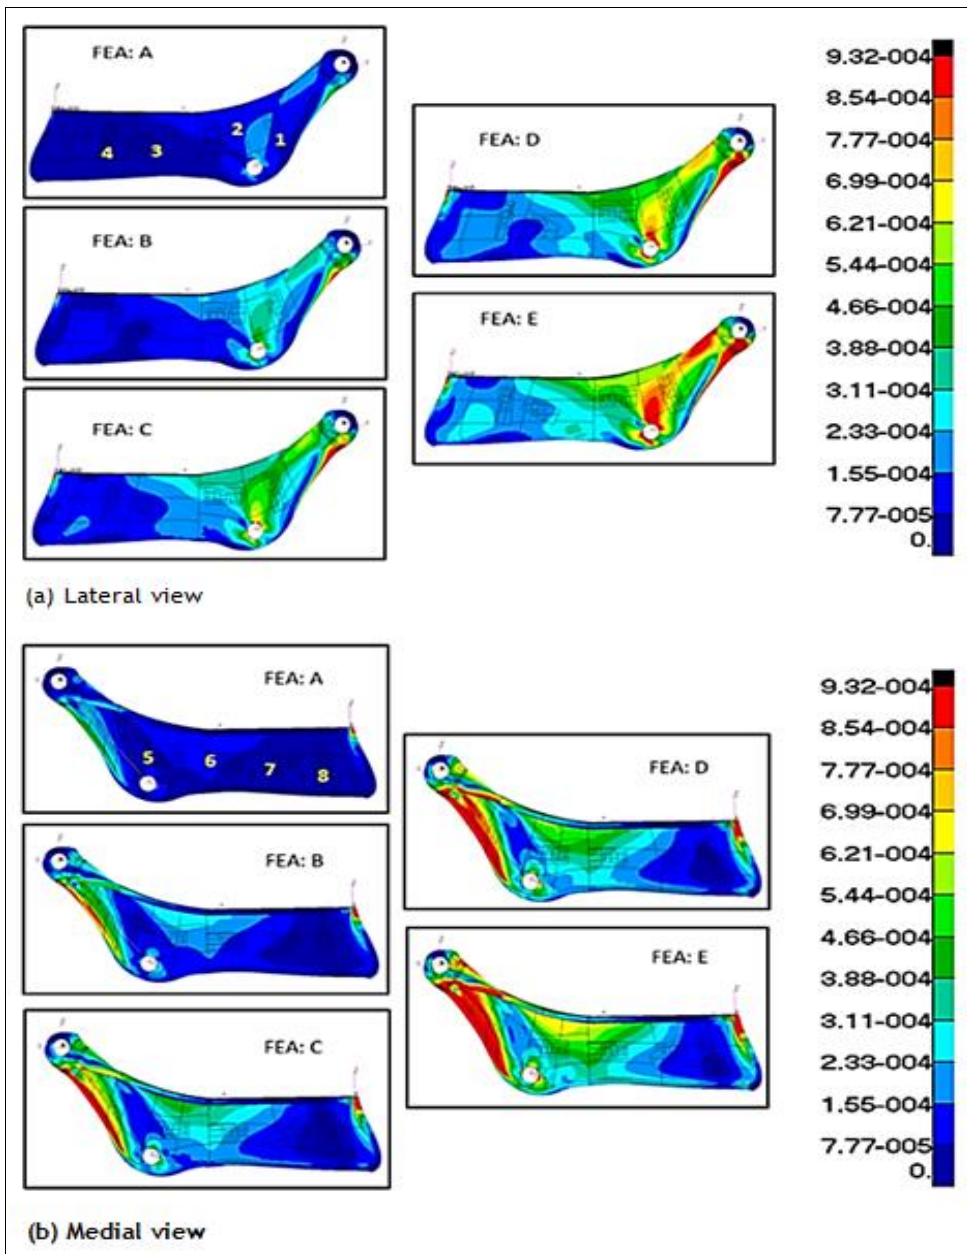 FEA: A
4
3
2
1
FEA: B
FEA: C
FEA: D
FEA: E
9.32-004
8.54-004
7.77-004
6.99-004
6.21-004
5.44-004
4.66-004
3.88-004
3.11-004
2.33-004
1.55-004
7.77-005
0.
(a) Lateral view
FEA: A
5
6
7
8
FEA: B
FEA: C
FEA: D
FEA: E
9.32-004
8.54-004
7.77-004
6.99-004
6.21-004
5.44-004
4.66-004
3.88-004
3.11-004
2.33-004
1.55-004
7.77-005
0.
(b) Medial view